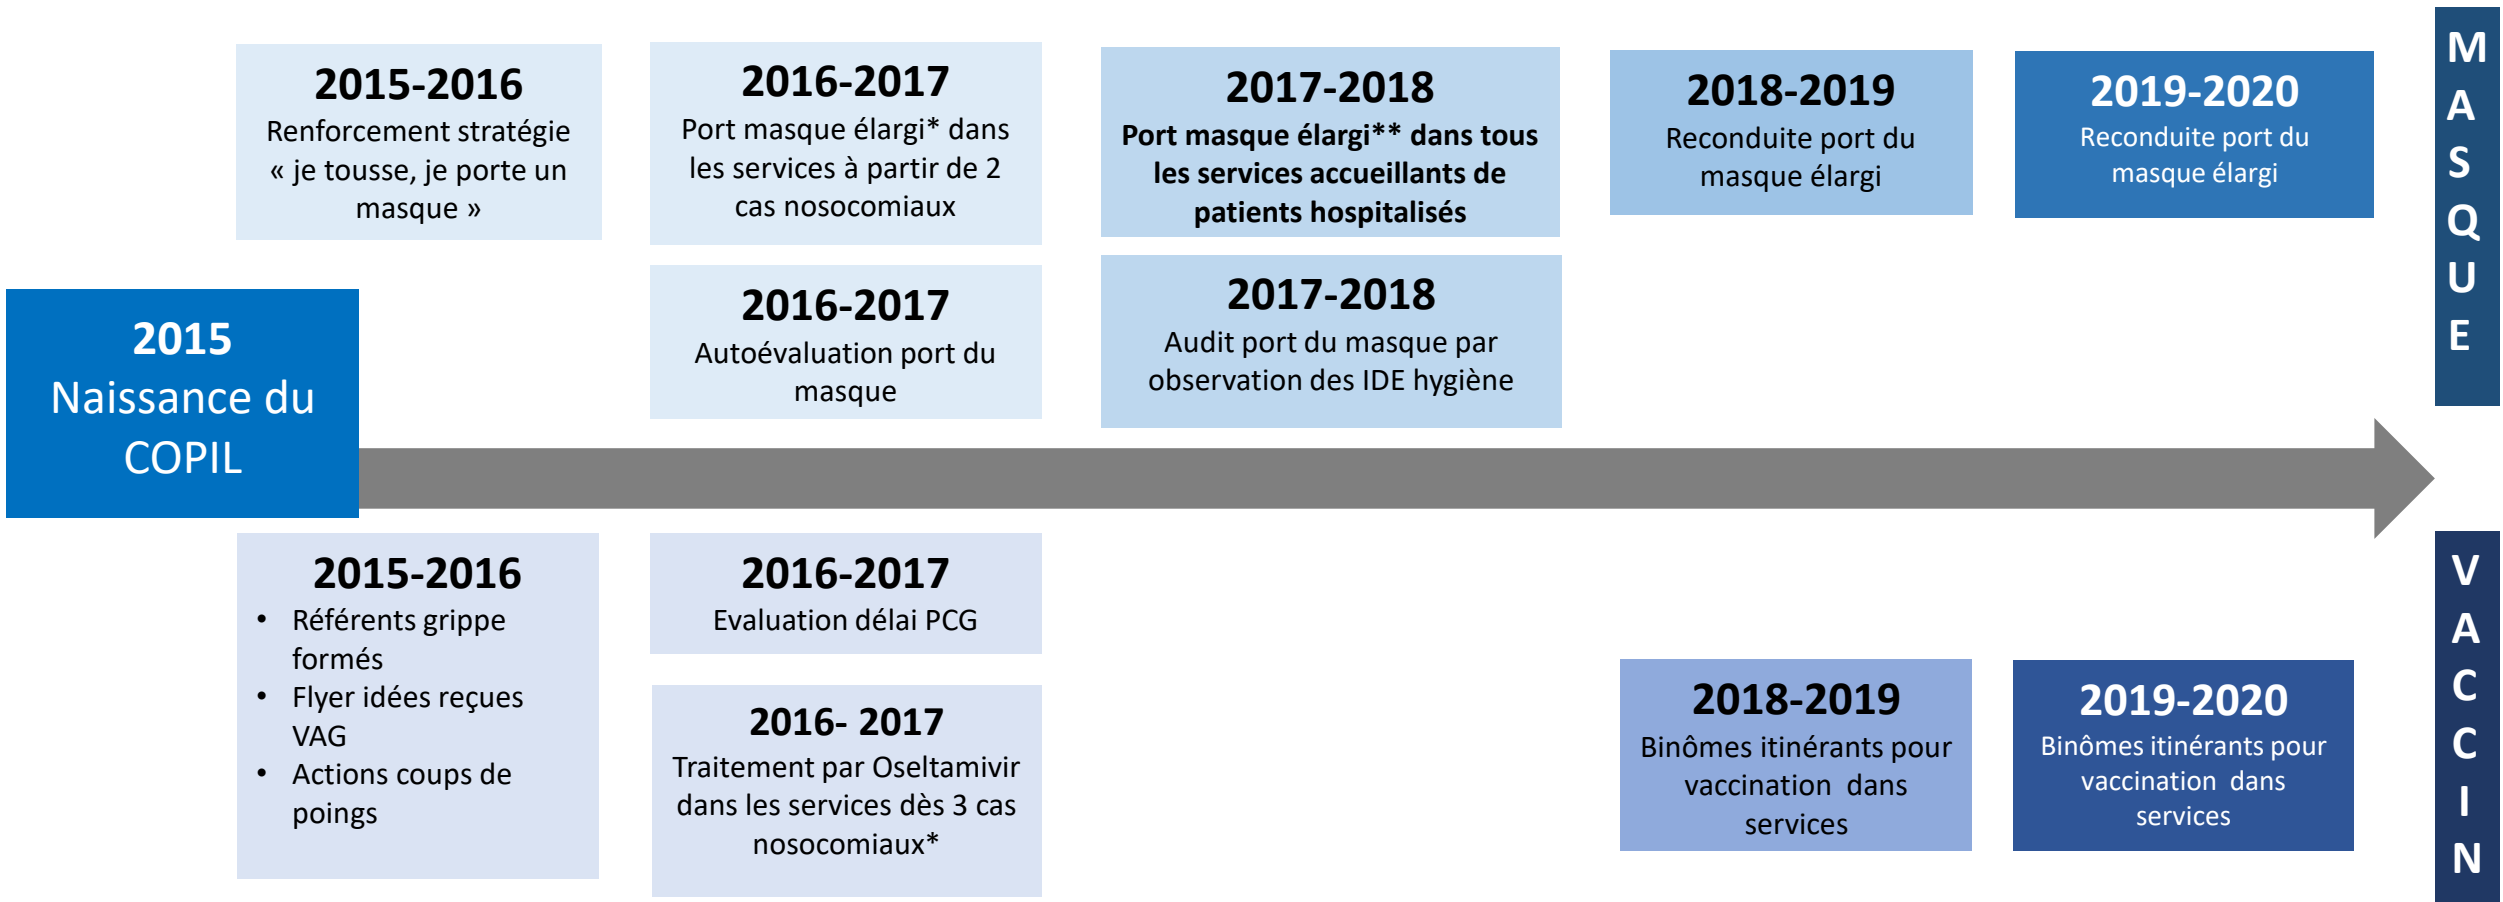 2015-2016
Renforcement stratégie
« je tousse, je porte un
masque »
2016-2017
Port masque élargi* dans
les services à partir de 2
cas nosocomiaux
2017-2018
Port masque élargi** dans tous
les services accueillants de
patients hospitalisés
2018-2019
Reconduite port du
masque élargi
2019-2020
Reconduite port du
masque élargi
M
A
S
Q
U
E
2016-2017
Autoévaluation port du
masque
2017-2018
Audit port du masque par
observation des IDE hygiène
2015
Naissance du
COPIL
2015-2016
• Référents grippe
formés
• Flyer idées reçues
VAG
• Actions coups de
poings
2016-2017
Evaluation délai PCG
2016- 2017
Traitement par Oseltamivir
dans les services dès 3 cas
nosocomiaux*
2018-2019
Binômes itinérants pour
vaccination dans
services
2019-2020
Binômes itinérants pour
vaccination dans
services
V
A
C
C
I
N